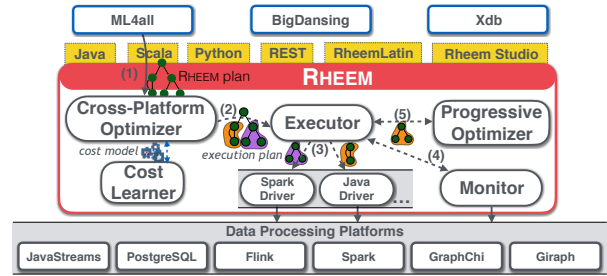 ML4all
BigDansing
Xdb
Java
Scala
Python
REST
RheemLatin
Rheem Studio
(1)
RHEEM plan
RHEEM
Cross-Platform
Optimizer
(2)
Executor
(5)
Progressive
Optimizer
cost model
execution plan
(3)
(4)
Cost
Learner
Spark
Driver
Java
Driver
...
Monitor
Data Processing Platforms
JavaStreams
PostgreSQL
Flink
Spark
GraphChi
Giraph